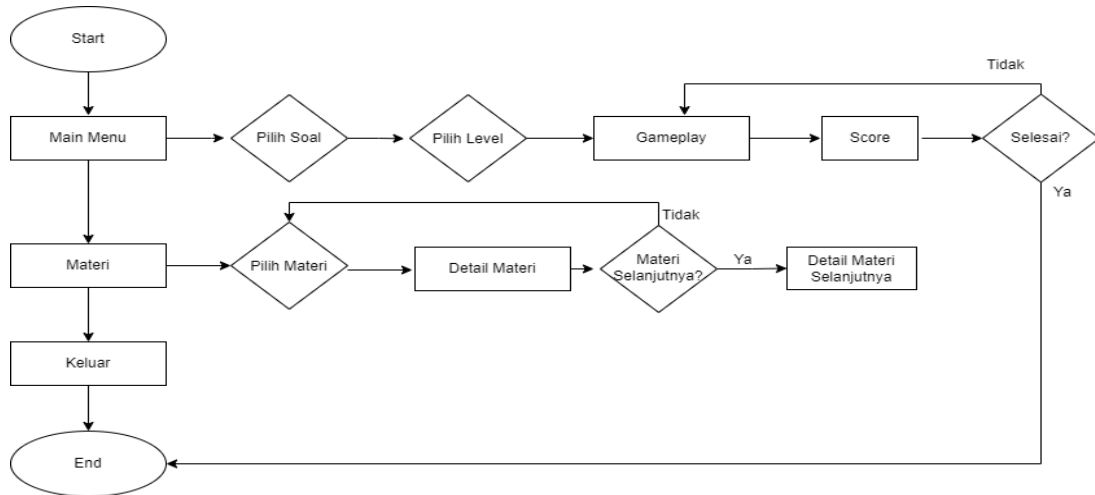 Start
Tidak
Main Menu
Pilih Soal
Pilih Level
Gameplay
Score
Selesai?
Ya
Tidak
Materi
Pilih Materi
Detail Materi
Materi
Selanjutnya?
Ya
Detail Materi
Selanjutnya
Keluar
End